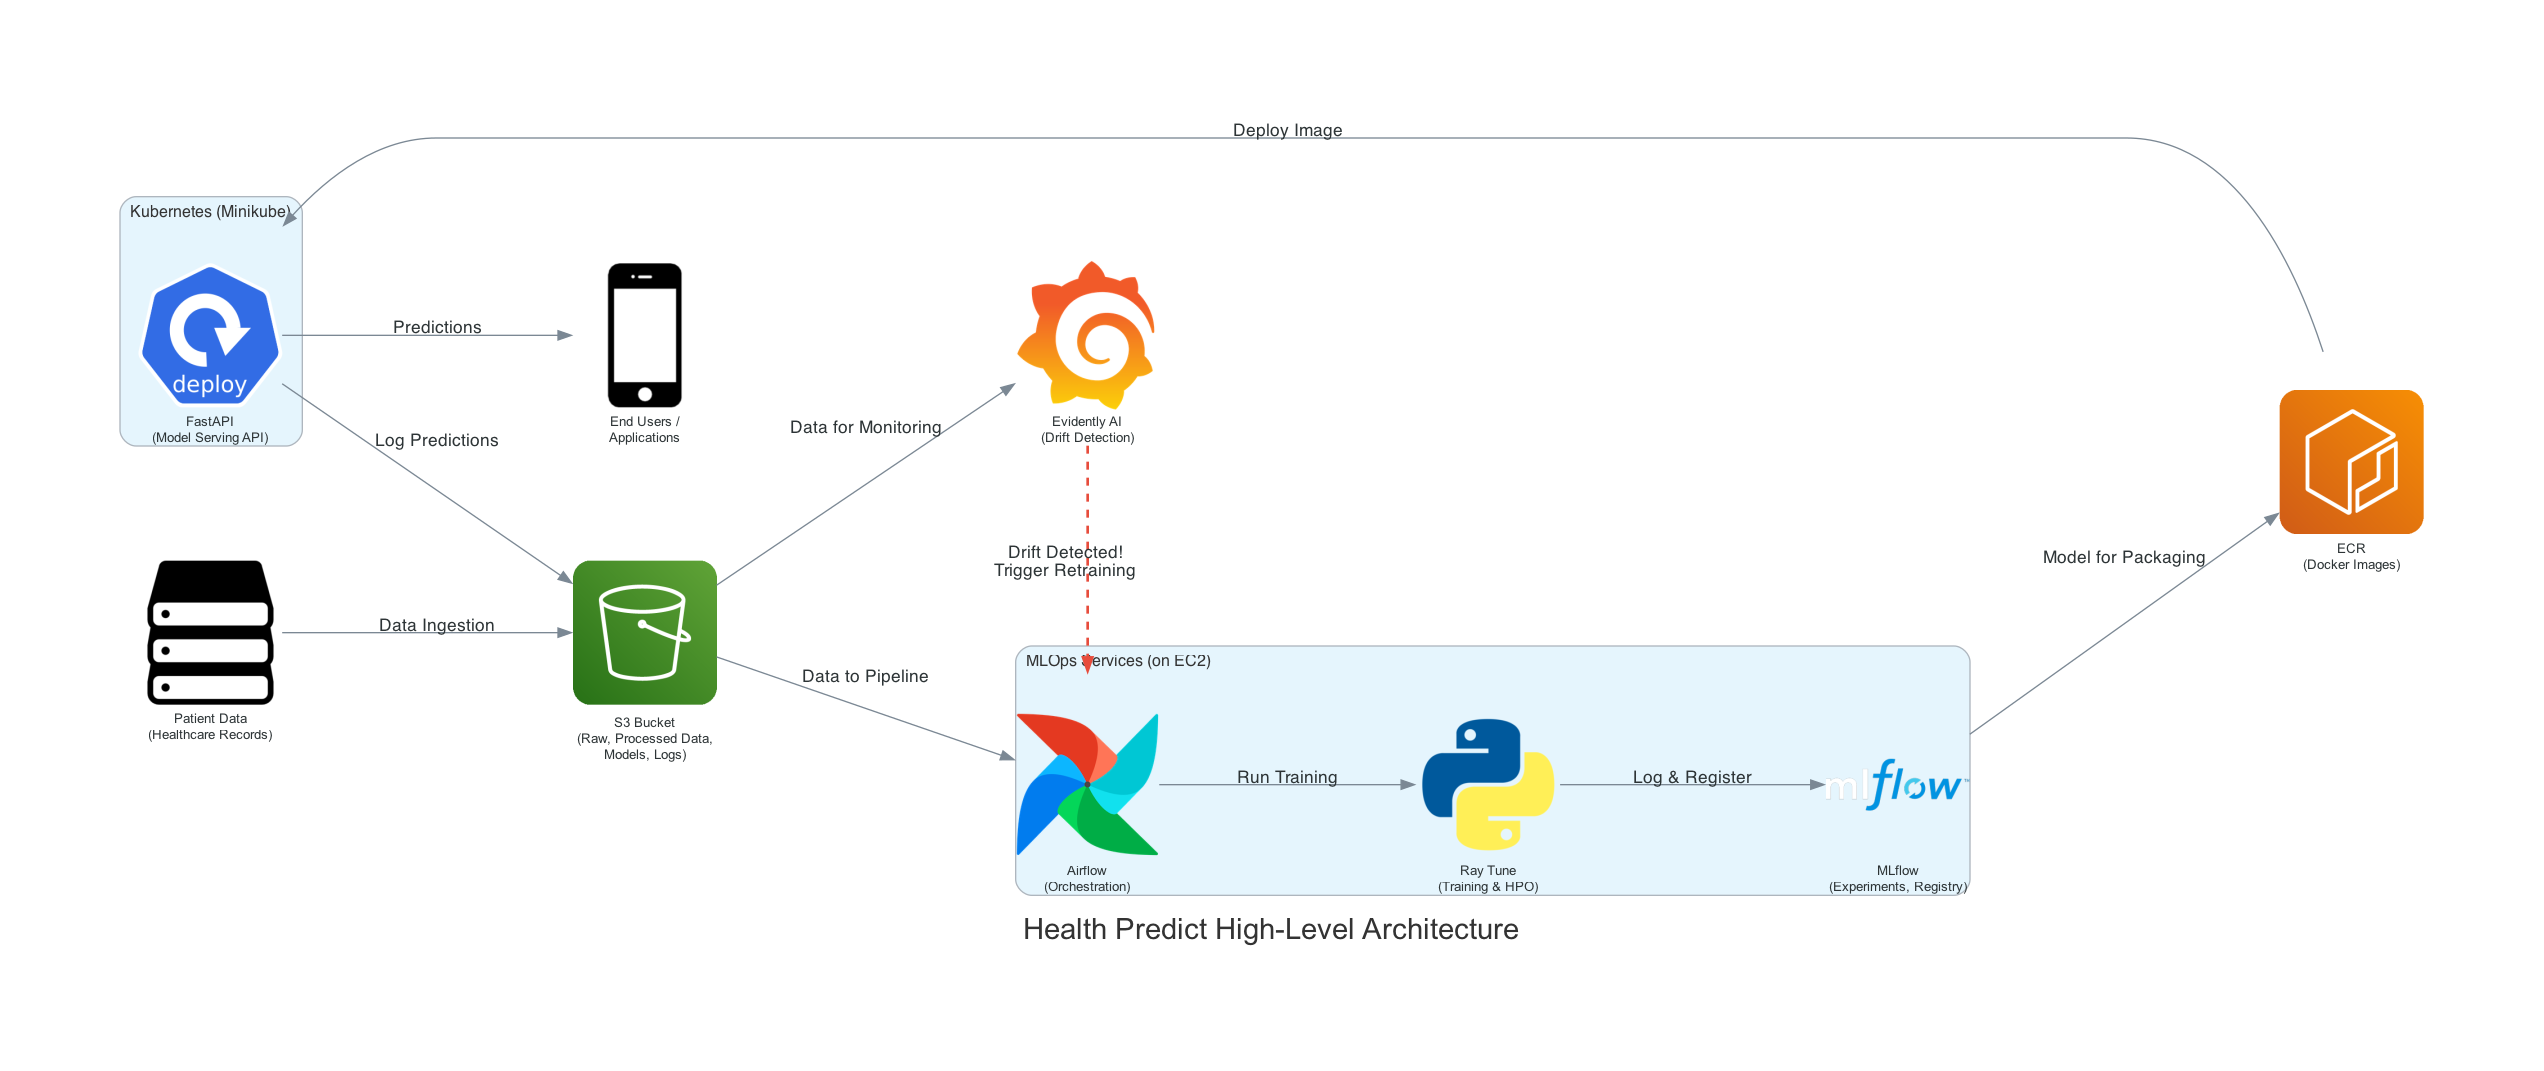 Deploy Image
Kubernetes (Minikube)
deploy
FastAPI
(Model Serving API)
Predictions
End Users /
Applications
Log Predictions
Data for Monitoring
Evidently AI
(Drift Detection)
Drift Detected!
Trigger Retraining
Patient Data
(Healthcare Records)
Data Ingestion
S3 Bucket
(Raw, Processed Data,
Models, Logs)
Data to Pipeline
MLOps Services (on EC2)
Airflow
(Orchestration)
Run Training
Ray Tune
(Training & HPO)
Log & Register
mlflow™
MLflow
(Experiments, Registry)
Model for Packaging
ECR
(Docker Images)
Health Predict High-Level Architecture